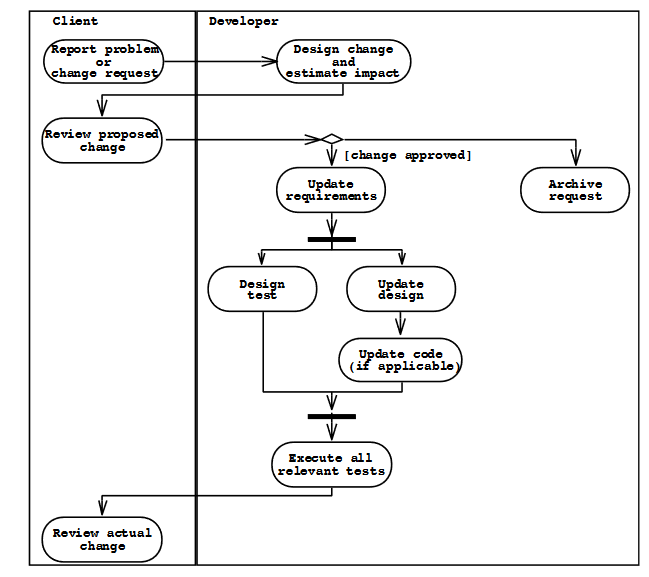 Client
Developer
Report problem
or
change request
Design change
and
estimate impact
Review proposed
change
[change approved]
Update
requirements
Archive
request
Design
test
Update
design
Update code
(if applicable)
Execute all
relevant tests
Review actual
change